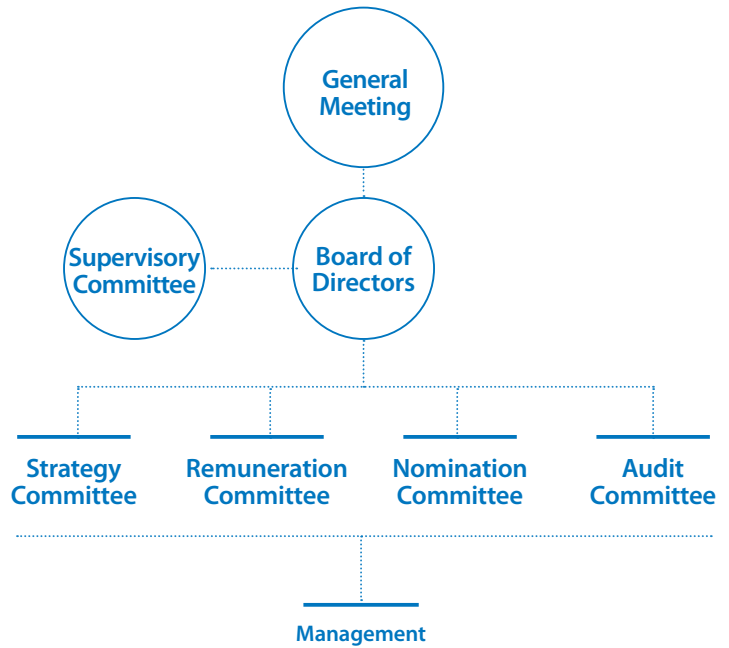 General
Meeting
Supervisory
Committee
Board of
Directors
Strategy
Committee
Remuneration
Committee
Nomination
Committee
Audit
Committee
Management